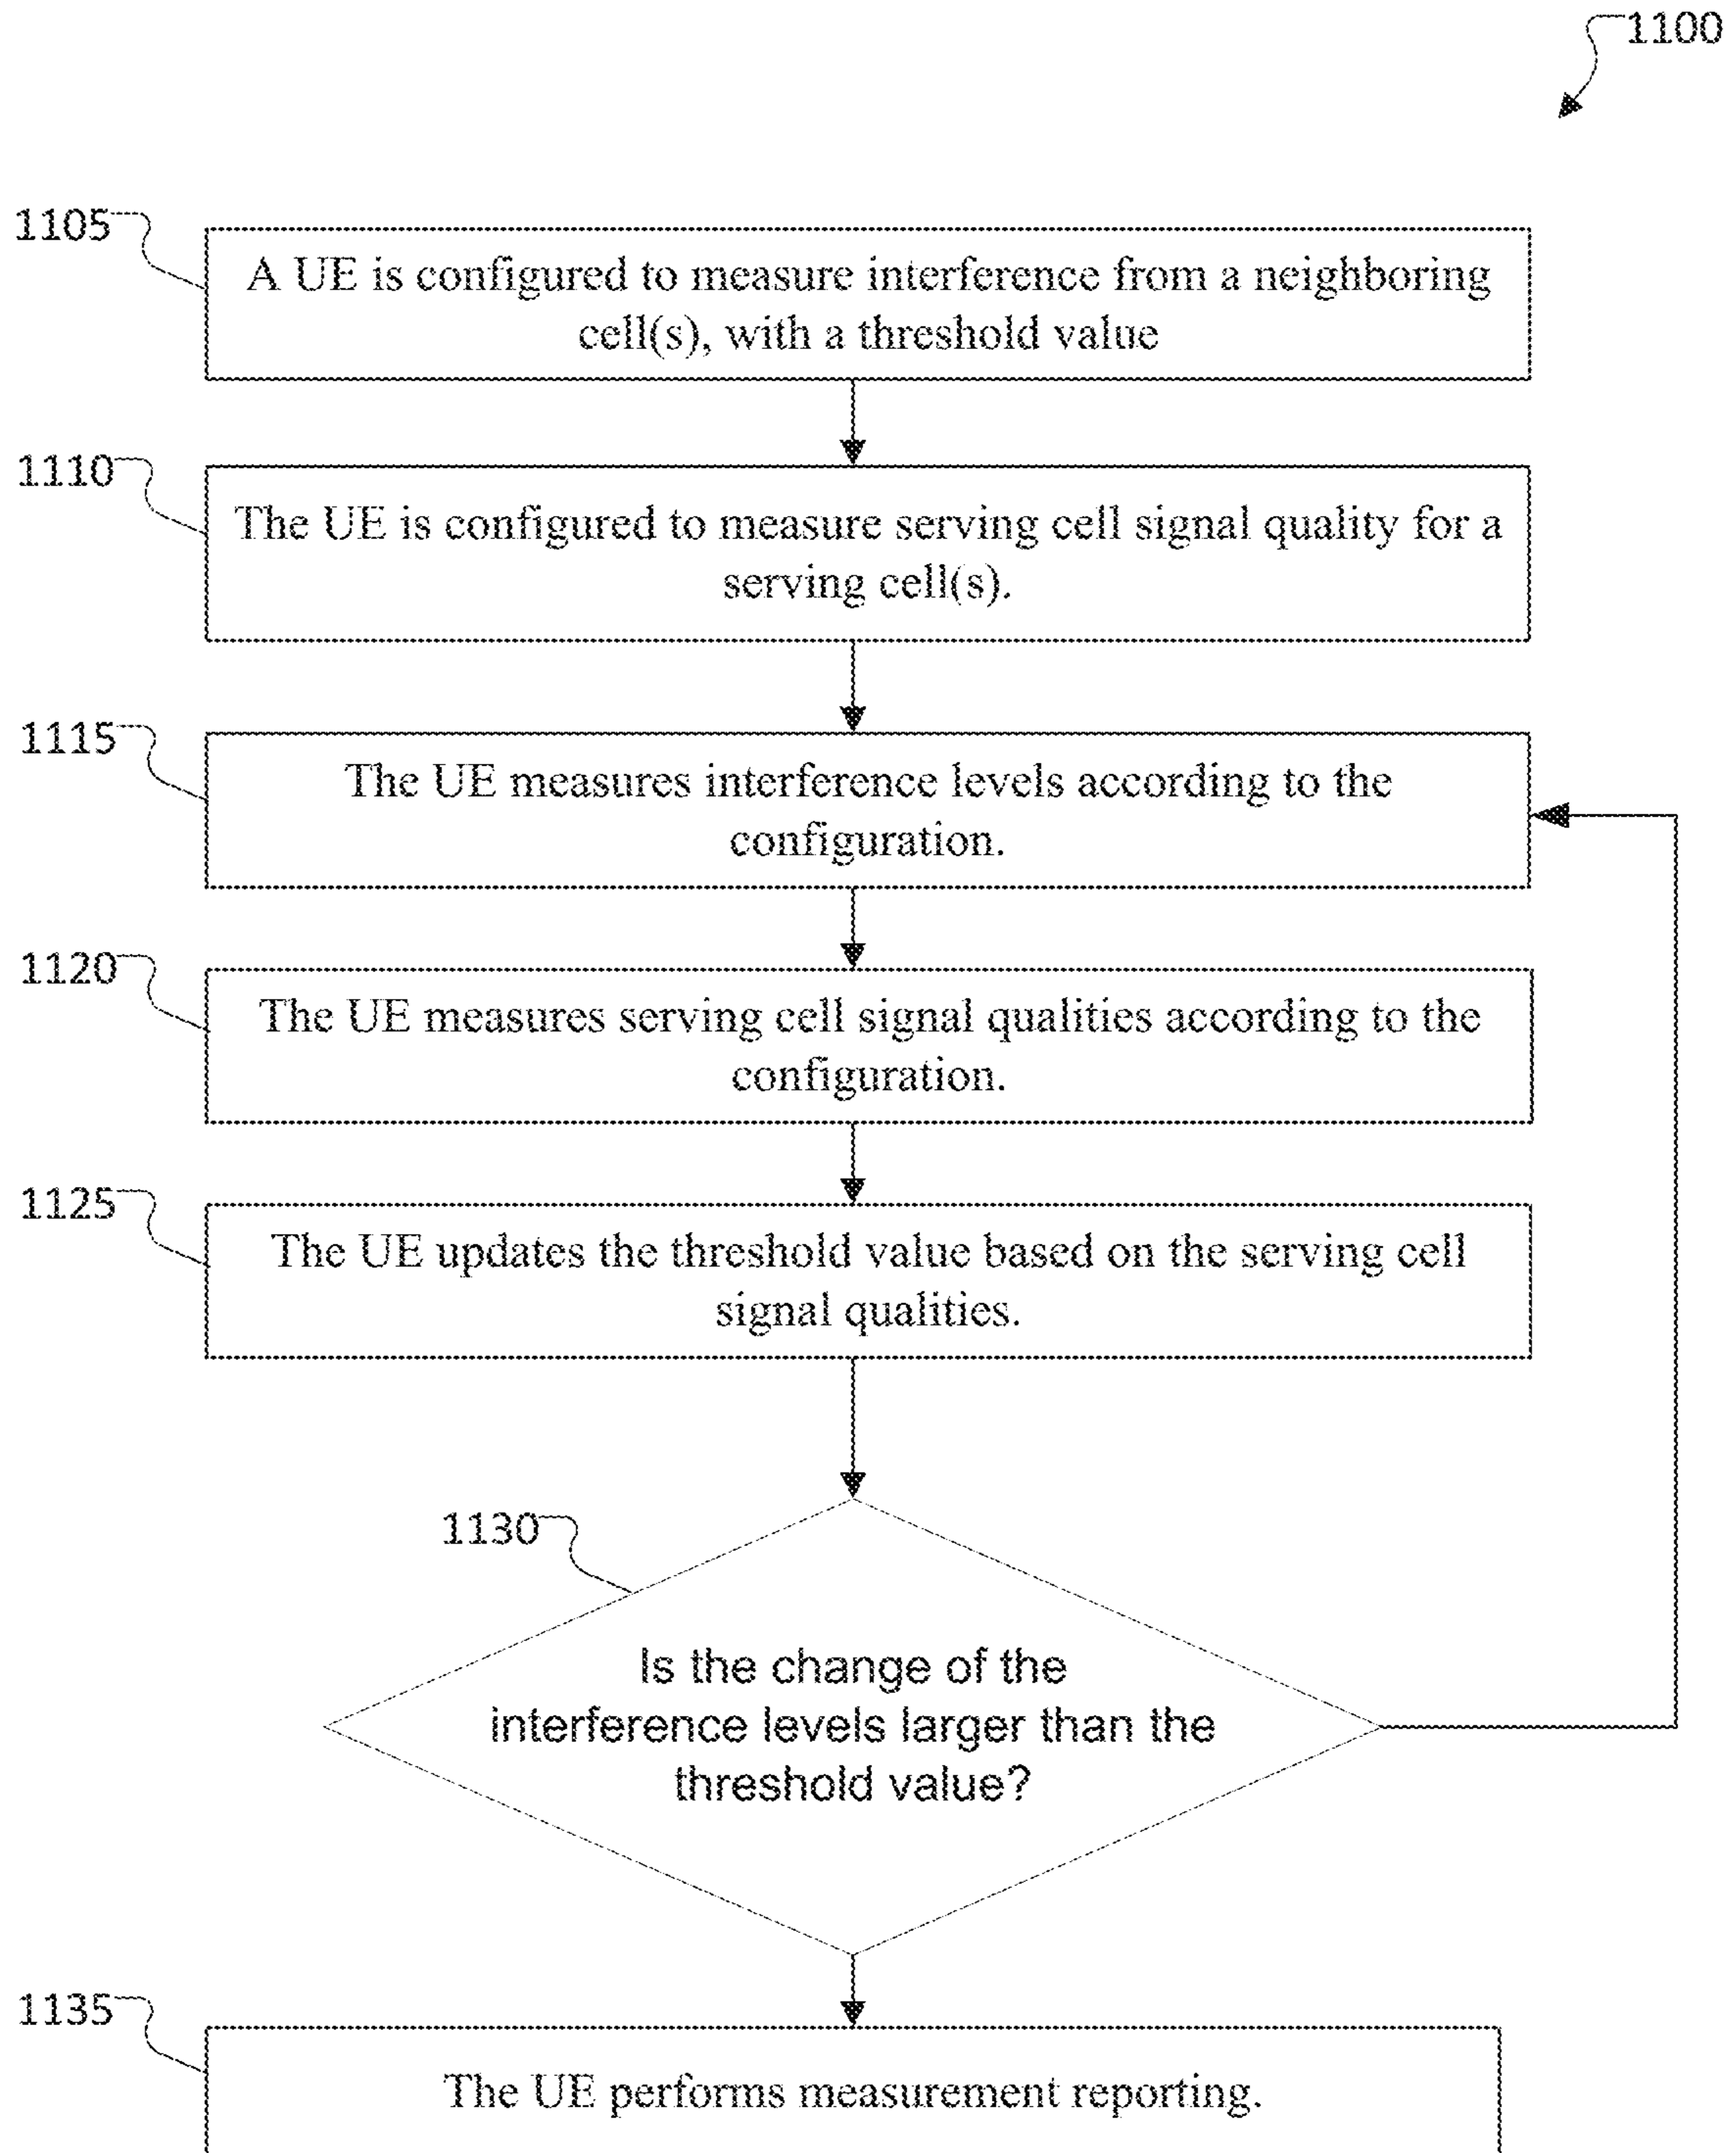 1100
1105
A UE is configured to measure interference from a neighboring
cell(s), with a threshold value
1110
The UE is configured to measure serving cell signal quality for a
serving cell(s).
1115
The UE measures interference levels according to the
configuration.
1120
The UE measures serving cell signal qualities according to the
configuration.
1125
The UE updates the threshold value based on the serving cell
signal qualities.
1130
Is the change of the
interference levels larger than the
threshold value?
1135
The UE performs measurement reporting.